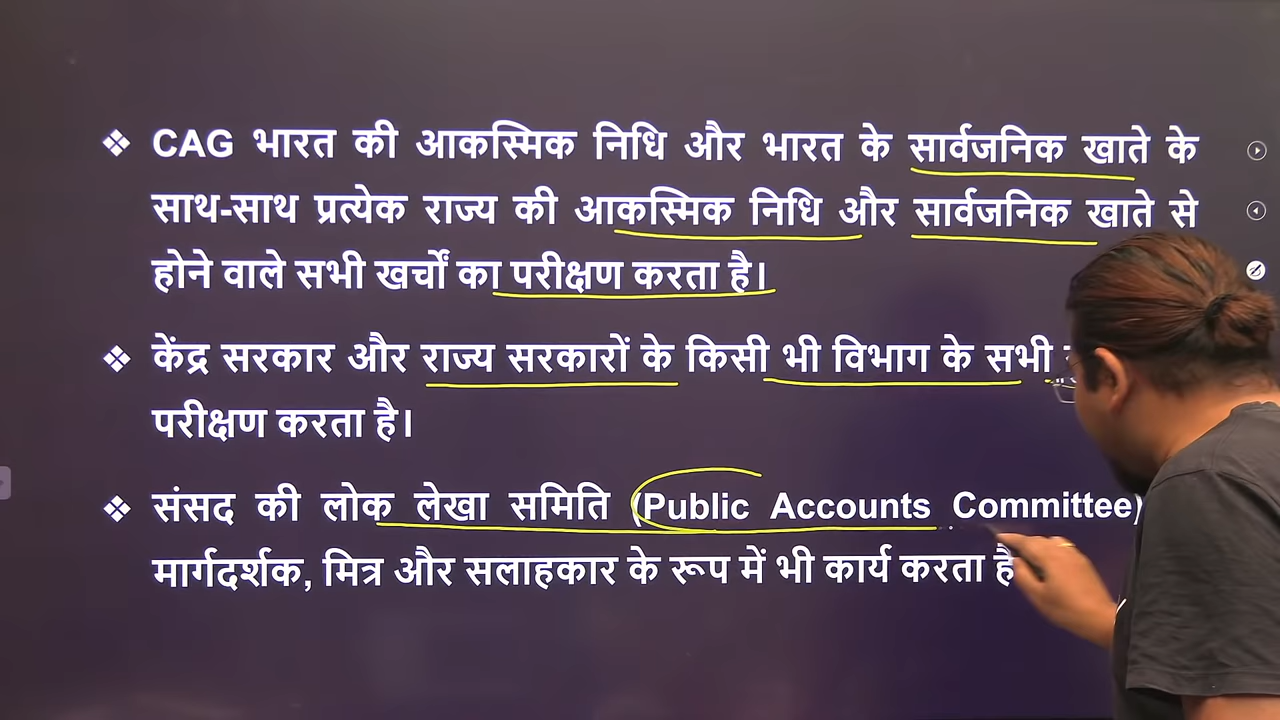 ❖ CAG भारत की आकस्मिक निधि और भारत के सार्वजनिक खाते के
साथ-साथ प्रत्येक राज्य की आकस्मिक निधि और सार्वजनिक खाते से
होने वाले सभी खर्चों का परीक्षण करता है।
❖ केंद्र सरकार और राज्य सरकारों के किसी भी विभाग के सभी
परीक्षण करता है।
❖ संसद की लोक लेखा समिति (Public Accounts Committee)
मार्गदर्शक, मित्र और सलाहकार के रूप में भी कार्य करता है